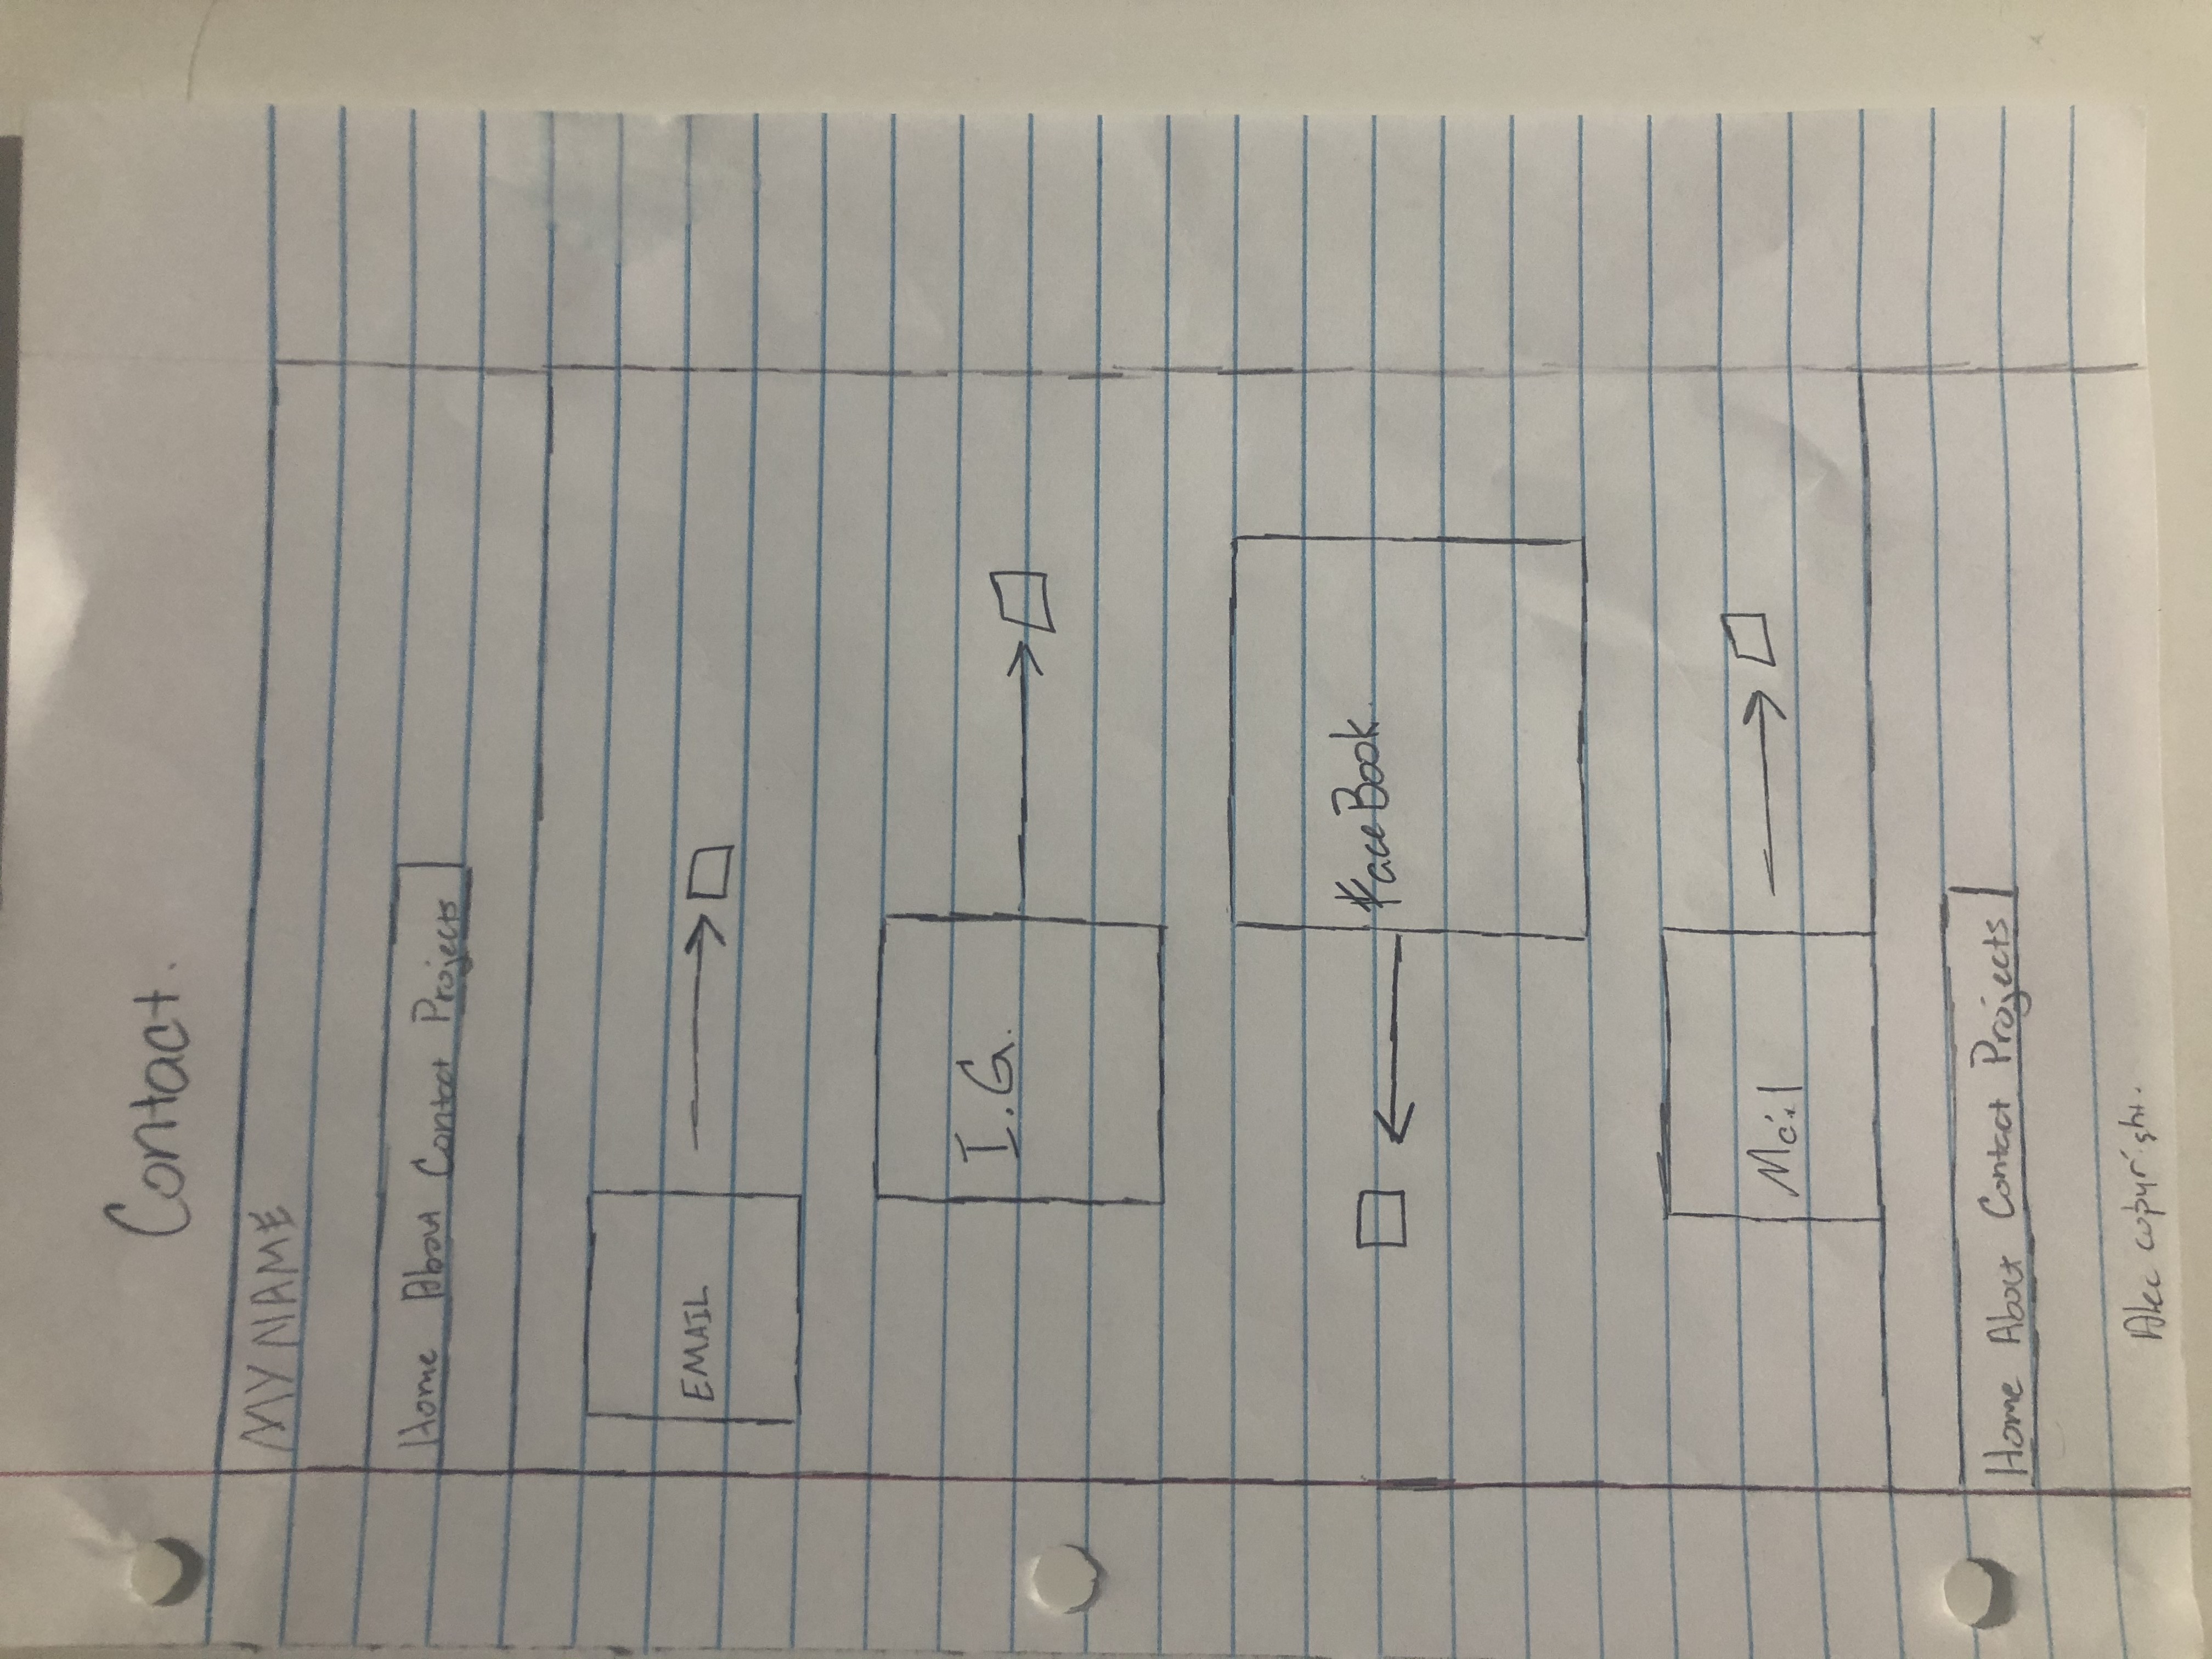 Contact.
MY NAME
Home About Contact Projects
EMAIL
I.G.
FaceBook.
Mail
Home About Contact Projects
Alec copyright.